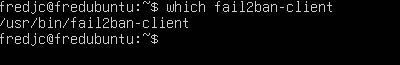 fredjc@fredubuntu:~$ which fail2ban-client
/usr/bin/fail2ban-client
fredjc@fredubuntu:~$